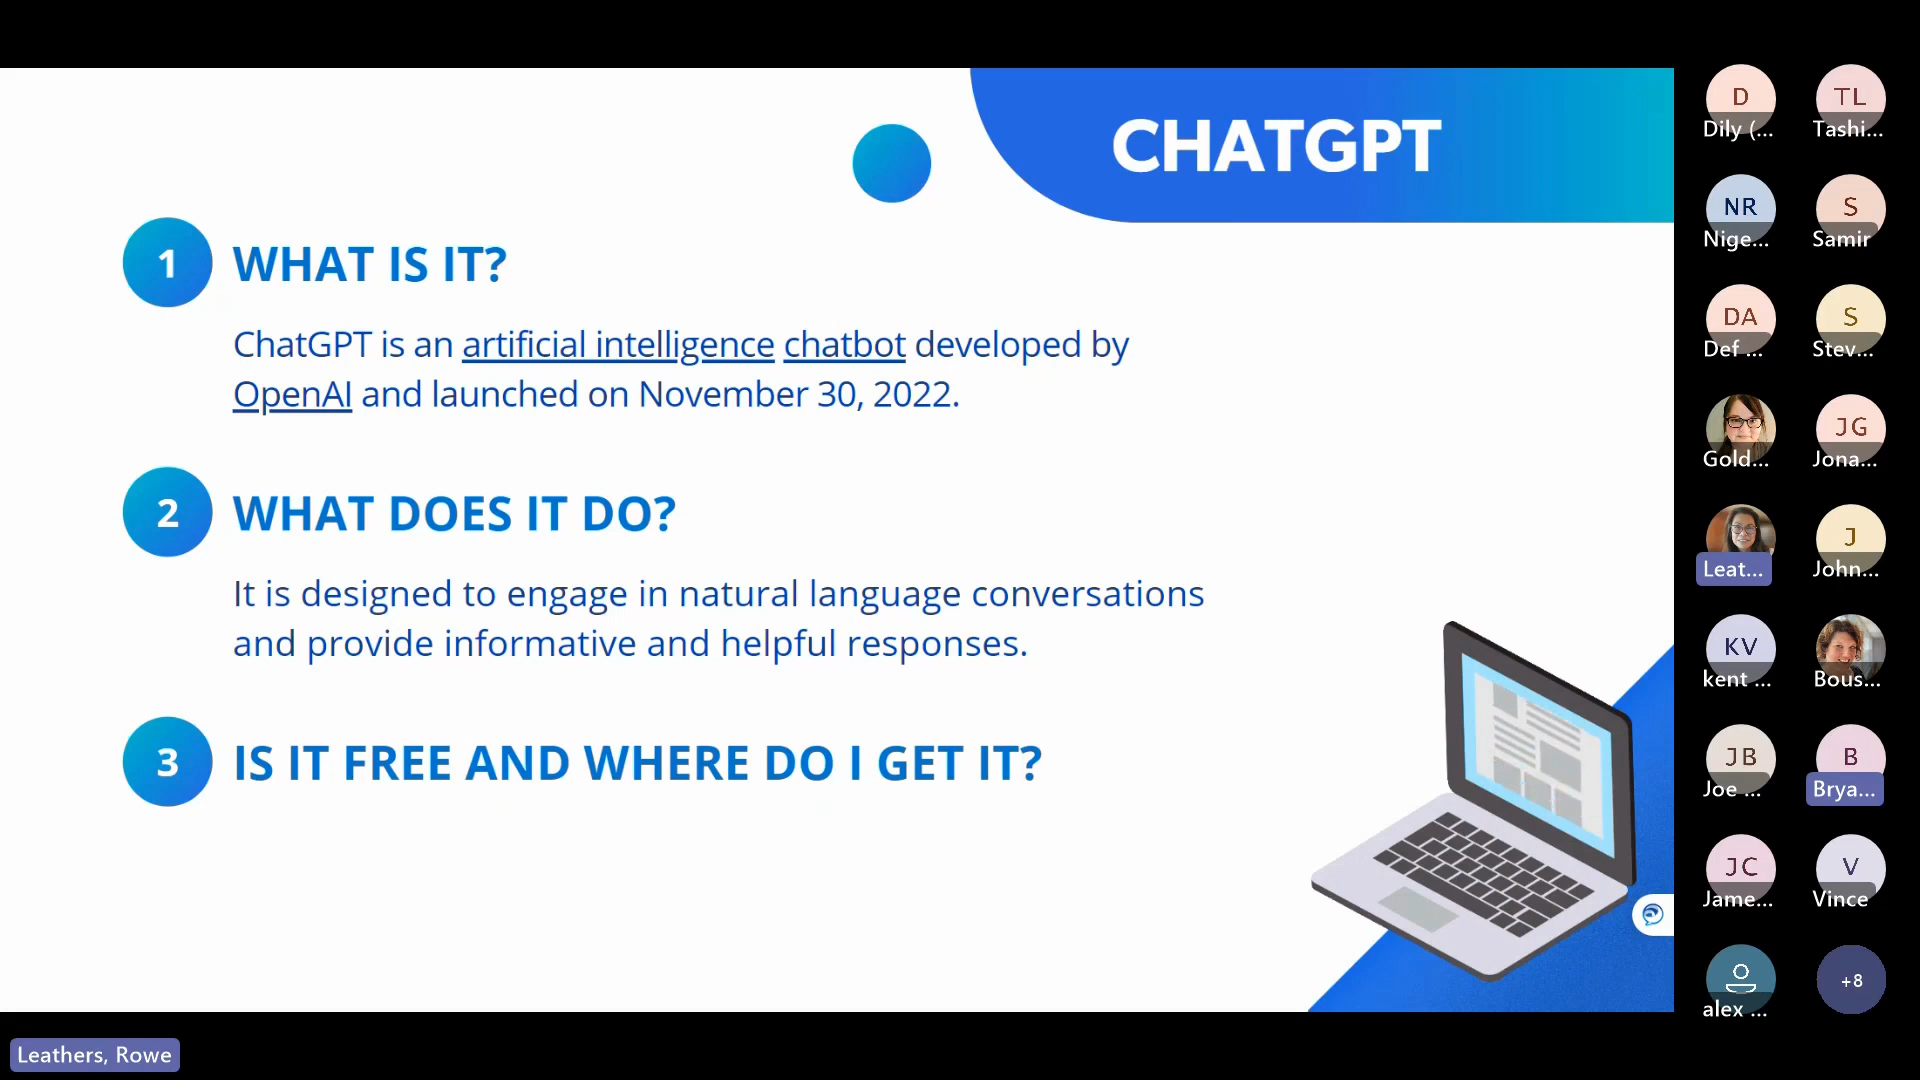 CHATGPT
1 WHAT IS IT?
ChatGPT is an artificial intelligence chatbot developed by
OpenAI and launched on November 30, 2022.
2 WHAT DOES IT DO?
It is designed to engage in natural language conversations
and provide informative and helpful responses.
3 IS IT FREE AND WHERE DO I GET IT?
D TL
Dily (... Tashi...
NR S
Nige... Samir
DA S
Def ... Stev...
JG
Gold... Jona...
J
Leat... John...
KV
kent ... Bous...
JB B
Joe ... Brya...
JC V
Jame... Vince
+8
alex ...
Leathers, Rowe